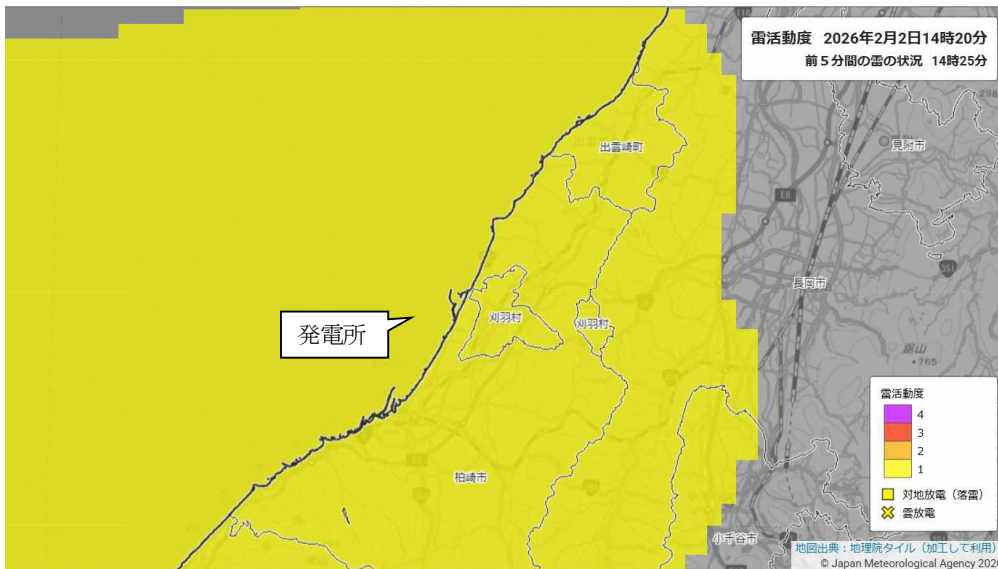 雷活動度 2026年2月2日14時20分
前5分間の雷の状況 14時25分
出雲崎町
見附市
E8
長岡市
351
発電所
刈羽村
刈羽村
・765
雷活動度
4
3
2
1
対地放電（落雷）
雲放電
柏崎市
小千谷市
地図出典：地理院タイル（加工して利用）
© Japan Meteorological Agency 202